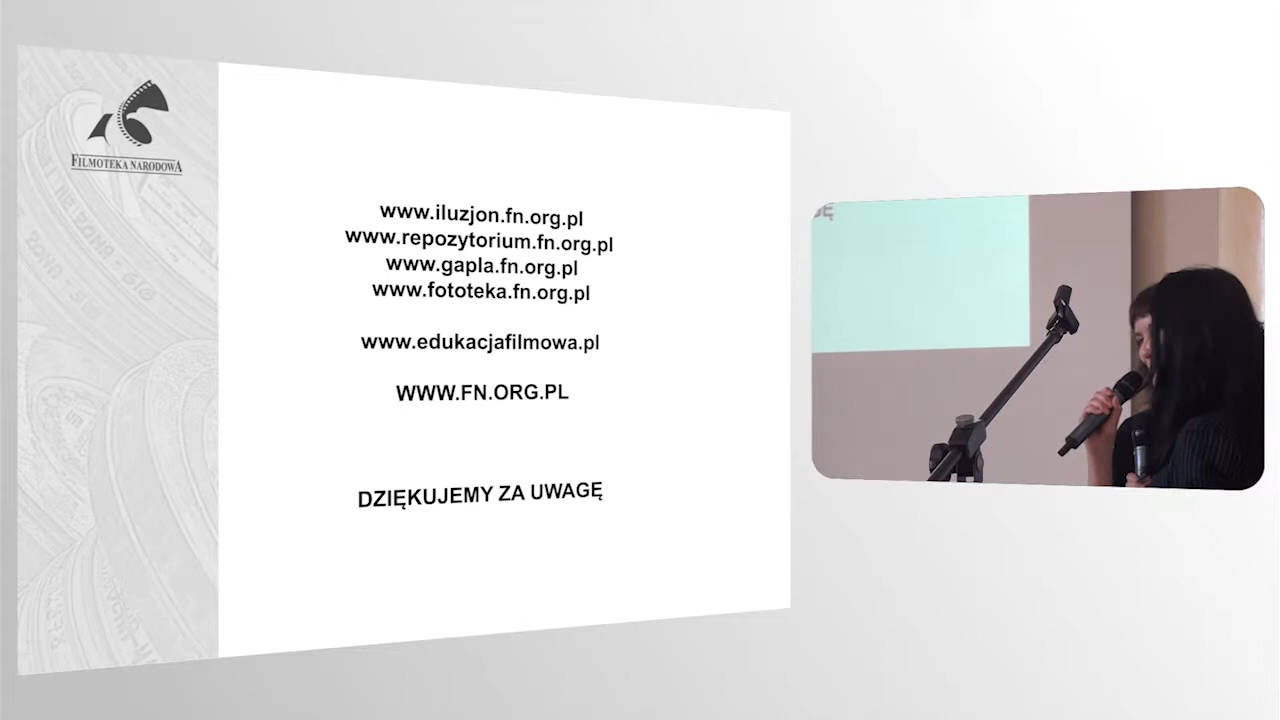 FILMOTEKA NARODOWA
www.iluzjon.fn.org.pl
www.repozytorium.fn.org.pl
www.gapla.fn.org.pl
www.fototeka.fn.org.pl
www.edukacjafilmowa.pl
WWW.FN.ORG.PL
DZIĘKUJEMY ZA UWAGĘ